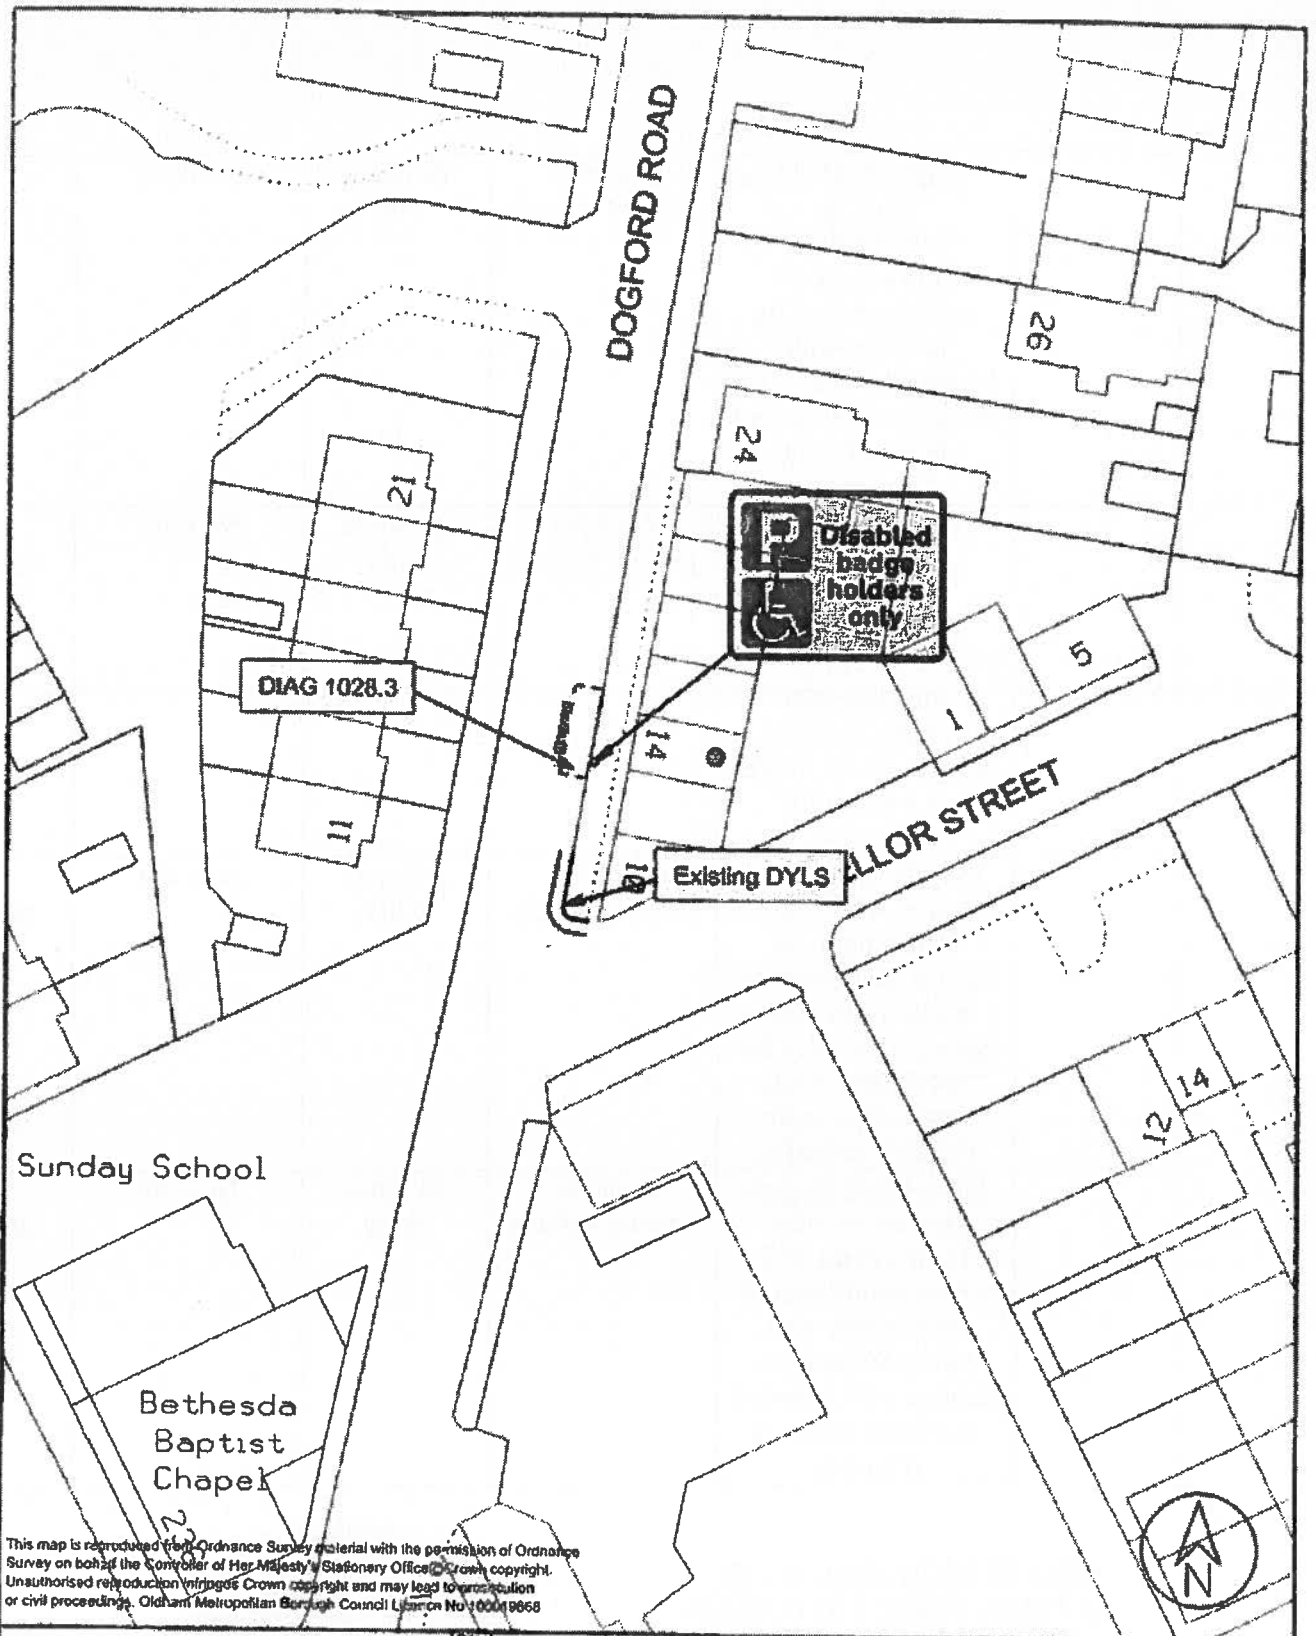 DOGFORD ROAD
26
24
21
Disabled
badge
holders
only
5
DIAG 1028.3
1
14
11
ELLOR STREET
Existing DYLS
10
14
12
Sunday School
Bethesda
Baptist
Chapel
This map is reproduced from Ordnance Survey material with the permission of Ordnance
Survey on behalf the Controller of Her Majesty's Stationery Office © Crown copyright.
Unauthorised reproduction infringes Crown copyright and may lead to prosecution
or civil proceedings. Oldham Metropolitan Borough Council Licence No 100019668
N